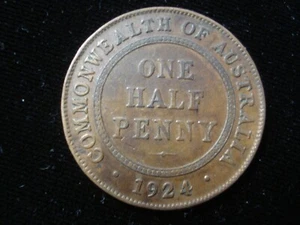 COMMONWEALTH OF AUSTRALIA
ONE
HALF
PENNY
· 1924 ·